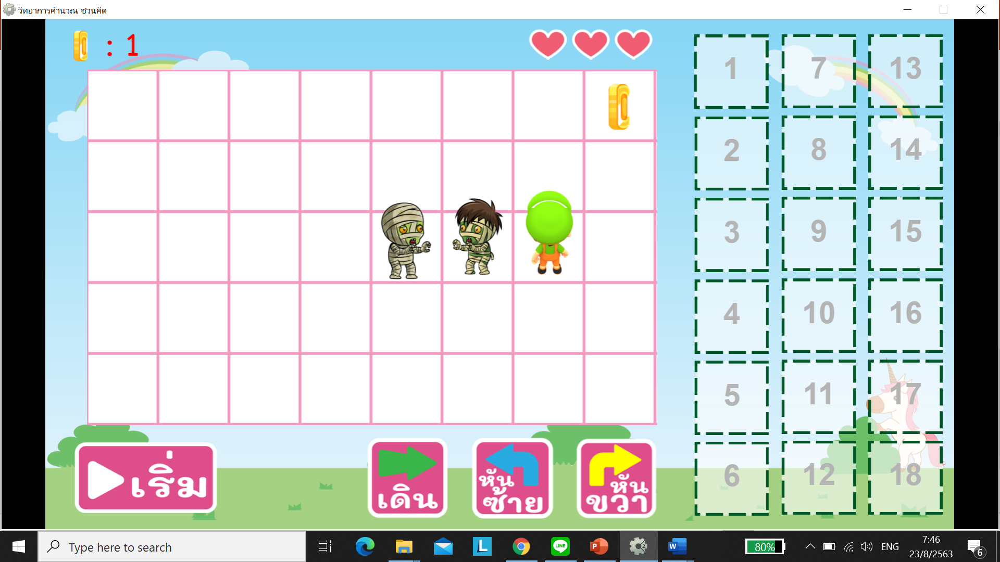 วิทยาการคำนวณ ชวนคิด
: 1
1 7 13
2 8 14
3 9 15
4 10 16
5 11 17
6 12 18
เริ่ม
เดิน
หัน
ซ้าย
หัน
ขวา
Type here to search
L
LINE
P
2
W
80%
ENG
7:46
23/8/2563
6